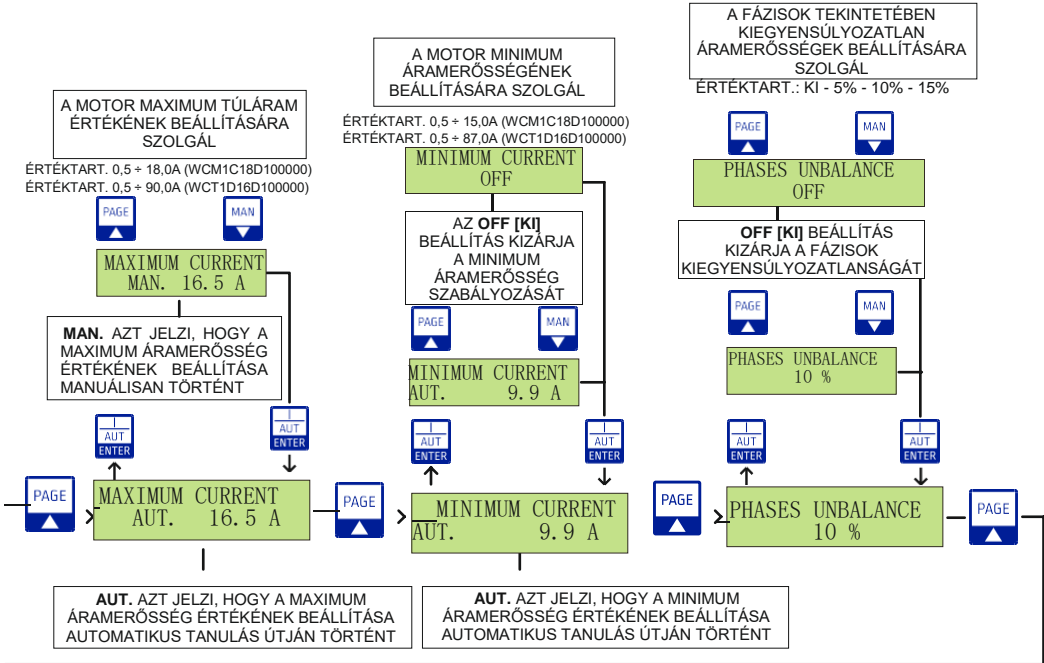 A MOTOR MAXIMUM TÚLÁRAM
ÉRTÉKÉNEK BEÁLLÍTÁSÁRA
SZOLGÁL
ÉRTÉKTART. 0,5 ÷ 18,0A (WCM1C18D100000)
ÉRTÉKTART. 0,5 ÷ 90,0A (WCT1D16D100000)
PAGE
MAN
MAXIMUM CURRENT
MAN. 16.5 A
MAN. AZT JELZI, HOGY A
MAXIMUM ÁRAMERŐSSÉG
ÉRTÉKÉNEK BEÁLLÍTÁSA
MANUÁLISAN TÖRTÉNT
I
AUT
ENTER
I
AUT
ENTER
PAGE
MAXIMUM CURRENT
AUT. 16.5 A
AUT. AZT JELZI, HOGY A MAXIMUM
ÁRAMERŐSSÉG ÉRTÉKÉNEK BEÁLLÍTÁSA
AUTOMATIKUS TANULÁS ÚTJÁN TÖRTÉNT
A MOTOR MINIMUM
ÁRAMERŐSSÉGÉNEK
BEÁLLÍTÁSÁRA SZOLGÁL
ÉRTÉKTART. 0,5 ÷ 15,0A (WCM1C18D100000)
ÉRTÉKTART. 0,5 ÷ 87,0A (WCT1D16D100000)
MINIMUM CURRENT
OFF
AZ OFF [KI]
BEÁLLÍTÁS KIZÁRJA
A MINIMUM
ÁRAMERŐSSÉG
SZABÁLYOZÁSÁT
PAGE
MAN
MINIMUM CURRENT
AUT. 9.9 A
I
AUT
ENTER
I
AUT
ENTER
PAGE
MINIMUM CURRENT
AUT. 9.9 A
AUT. AZT JELZI, HOGY A MINIMUM
ÁRAMERŐSSÉG ÉRTÉKÉNEK BEÁLLÍTÁSA
AUTOMATIKUS TANULÁS ÚTJÁN TÖRTÉNT
A FÁZISOK TEKINTETÉBEN
KIEGYENSÚLYOZATLAN
ÁRAMERŐSSÉGEK BEÁLLÍTÁSÁRA
SZOLGÁL
ÉRTÉKTART.: KI - 5% - 10% - 15%
PAGE
MAN
PHASES UNBALANCE
OFF
OFF [KI] BEÁLLÍTÁS
KIZÁRJA A FÁZISOK
KIEGYENSÚLYOZATLANSÁGÁT
PAGE
MAN
PHASES UNBALANCE
10 %
I
AUT
ENTER
I
AUT
ENTER
PAGE
PHASES UNBALANCE
10 %
PAGE